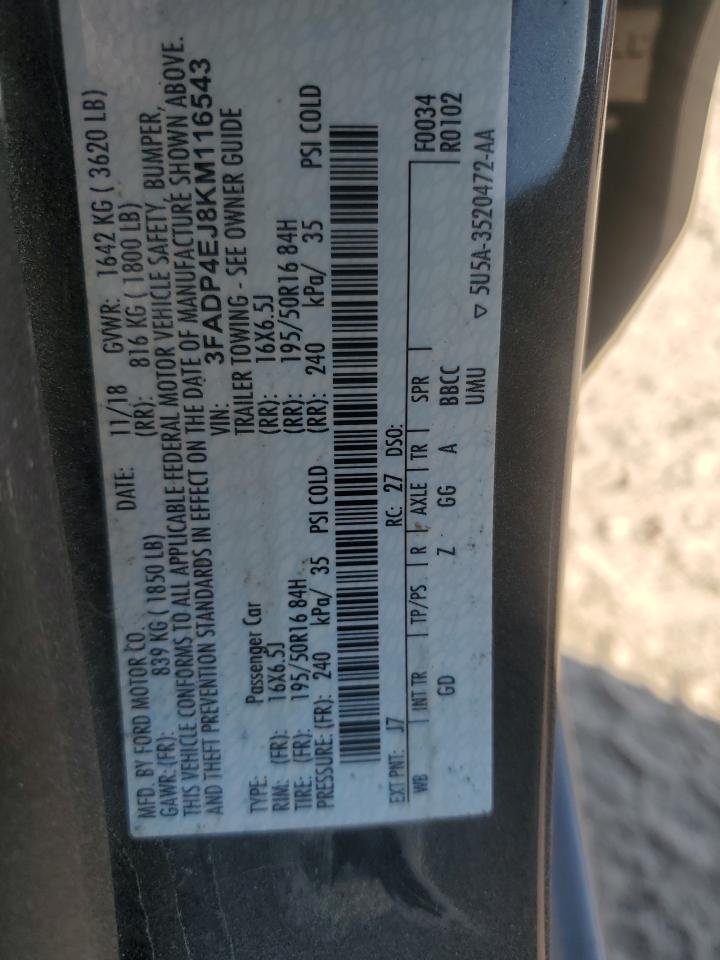 MFD. BY FORD MOTOR CO. DATE: 11/18 GVWR: 1642 KG ( 3620 LB)
GAWR: (FR): 839 KG ( 1850 LB) (RR): 816 KG ( 1800 LB)
THIS VEHICLE CONFORMS TO ALL APPLICABLE FEDERAL MOTOR VEHICLE SAFETY, BUMPER,
AND THEFT PREVENTION STANDARDS IN EFFECT ON THE DATE OF MANUFACTURE SHOWN ABOVE.
VIN: 3FADP4EJ8KM116543
TYPE: Passenger Car TRAILER TOWING - SEE OWNER GUIDE
RIM: (FR): 16X6.5J (RR): 16X6.5J
TIRE: (FR): 195/50R16 84H (RR): 195/50R16 84H
PRESSURE: (FR): 240 kPa/ 35 PSI COLD (RR): 240 kPa/ 35 PSI COLD
EXT PNT: J7 RC: 27 DSO: F0034
WB INT TR TP/PS R AXLE TR SPR R0102
GD Z GG A BBCC
UMU ▽ 5U5A-3520472-AA